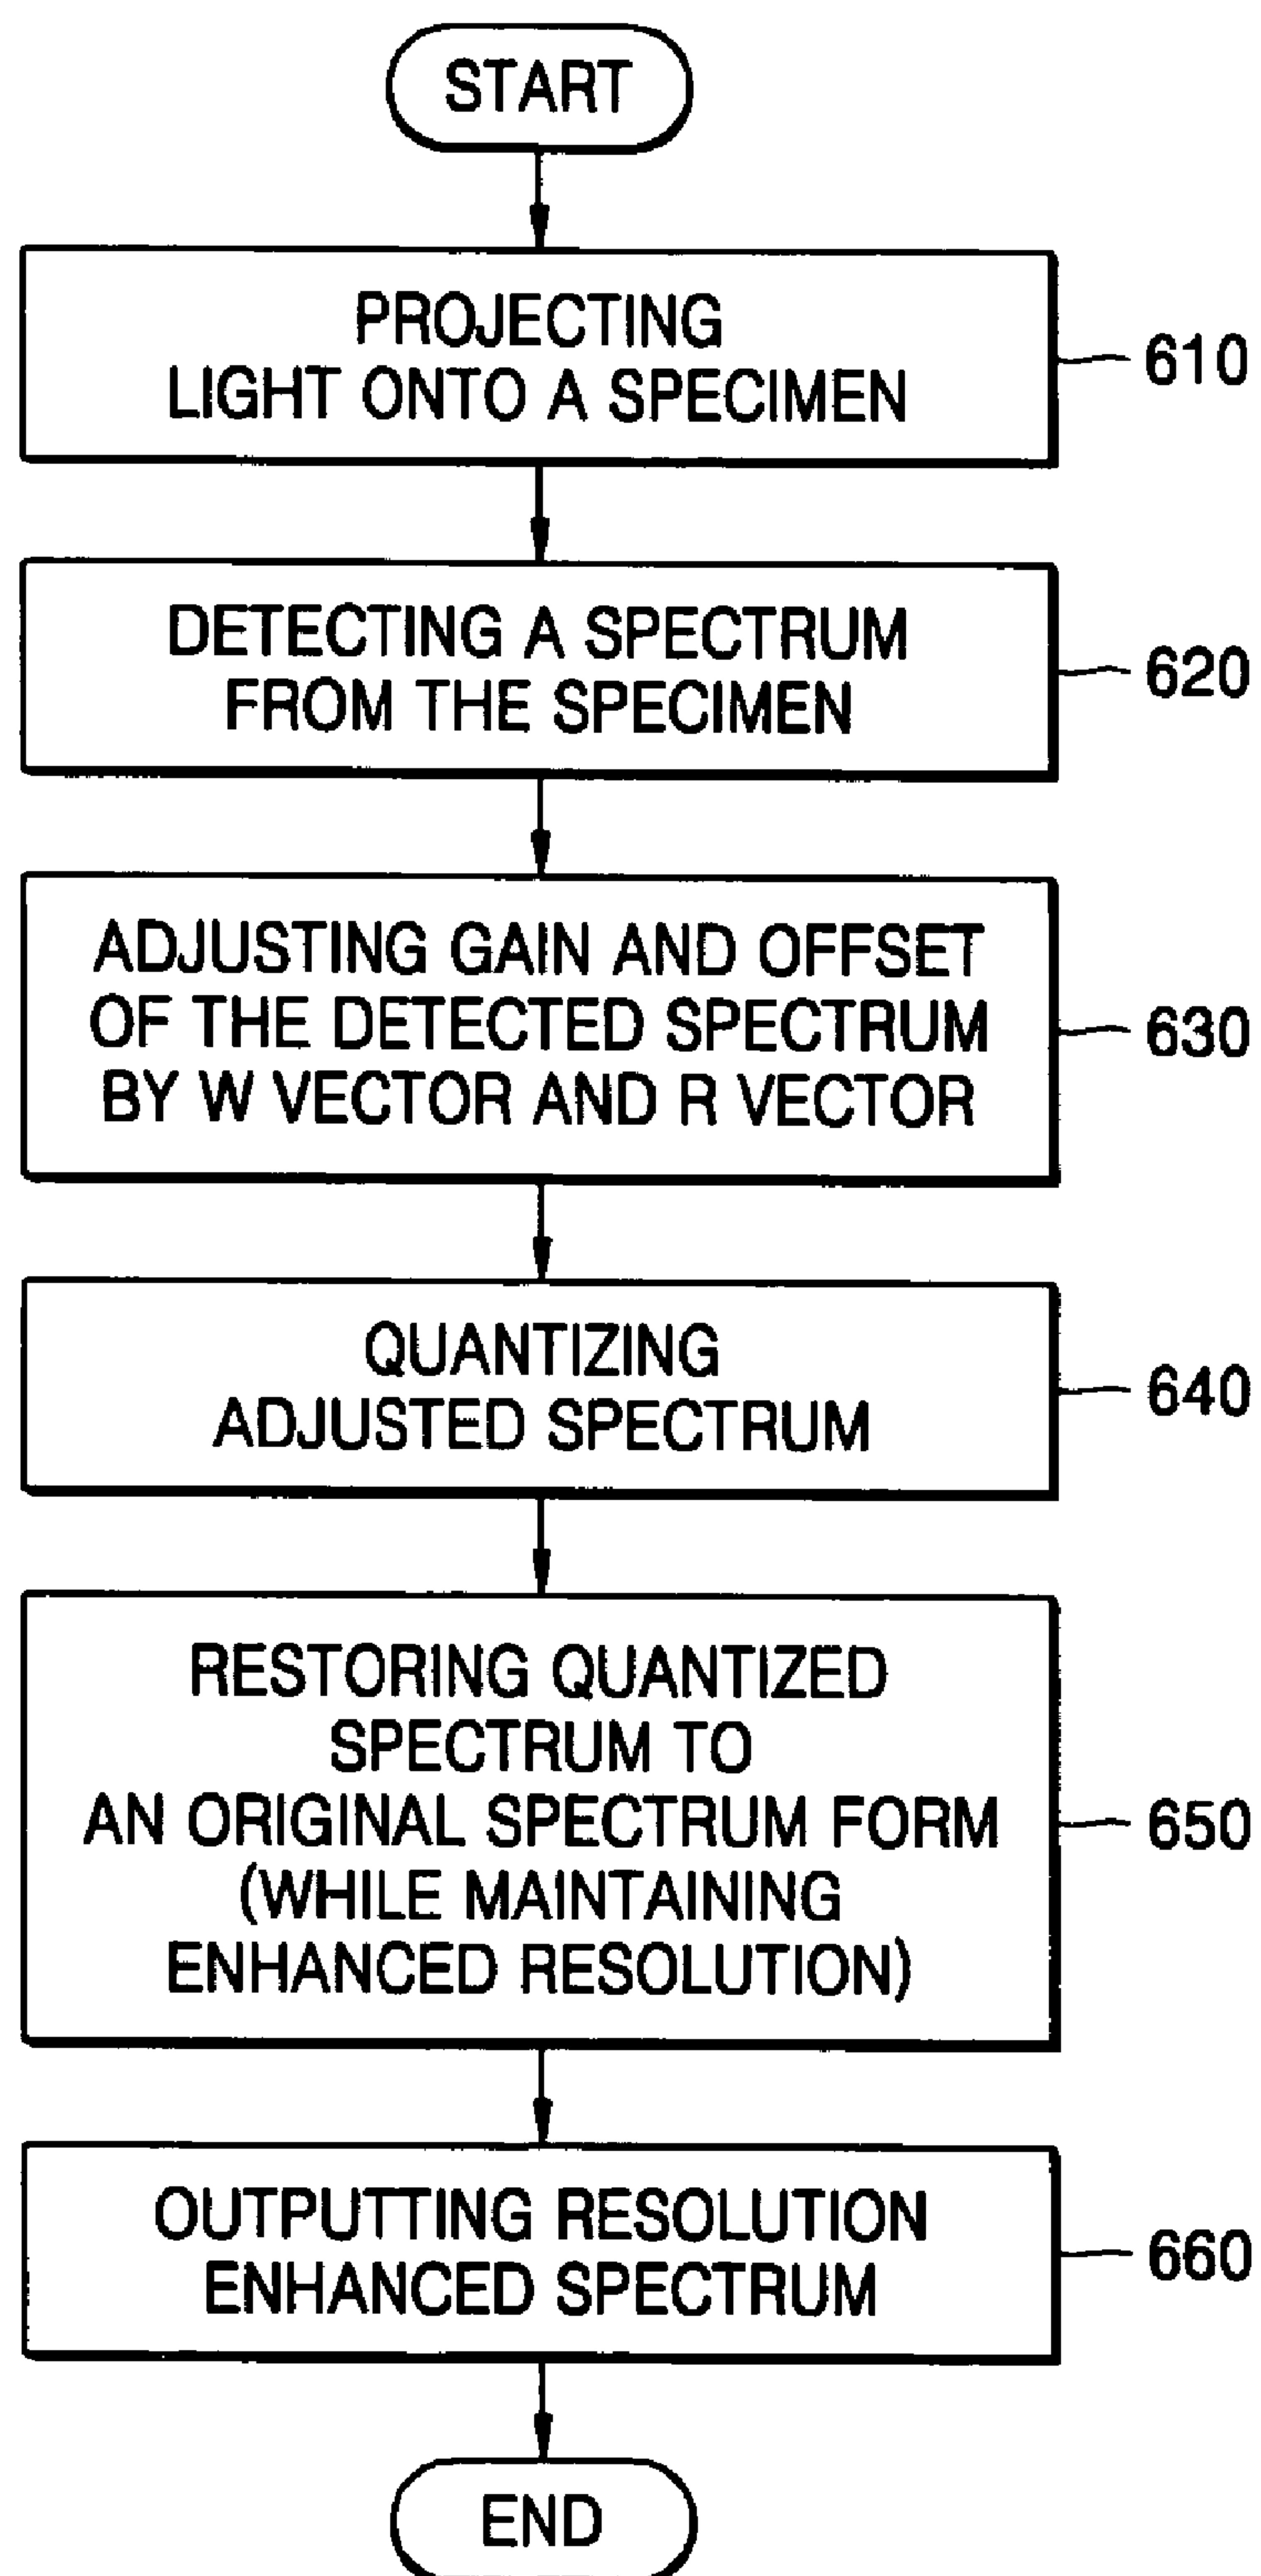 START
PROJECTING
LIGHT ONTO A SPECIMEN
610
DETECTING A SPECTRUM
FROM THE SPECIMEN
620
ADJUSTING GAIN AND OFFSET
OF THE DETECTED SPECTRUM
BY W VECTOR AND R VECTOR
630
QUANTIZING
ADJUSTED SPECTRUM
640
RESTORING QUANTIZED
SPECTRUM TO
AN ORIGINAL SPECTRUM FORM
(WHILE MAINTAINING
ENHANCED RESOLUTION)
650
OUTPUTTING RESOLUTION
ENHANCED SPECTRUM
660
END